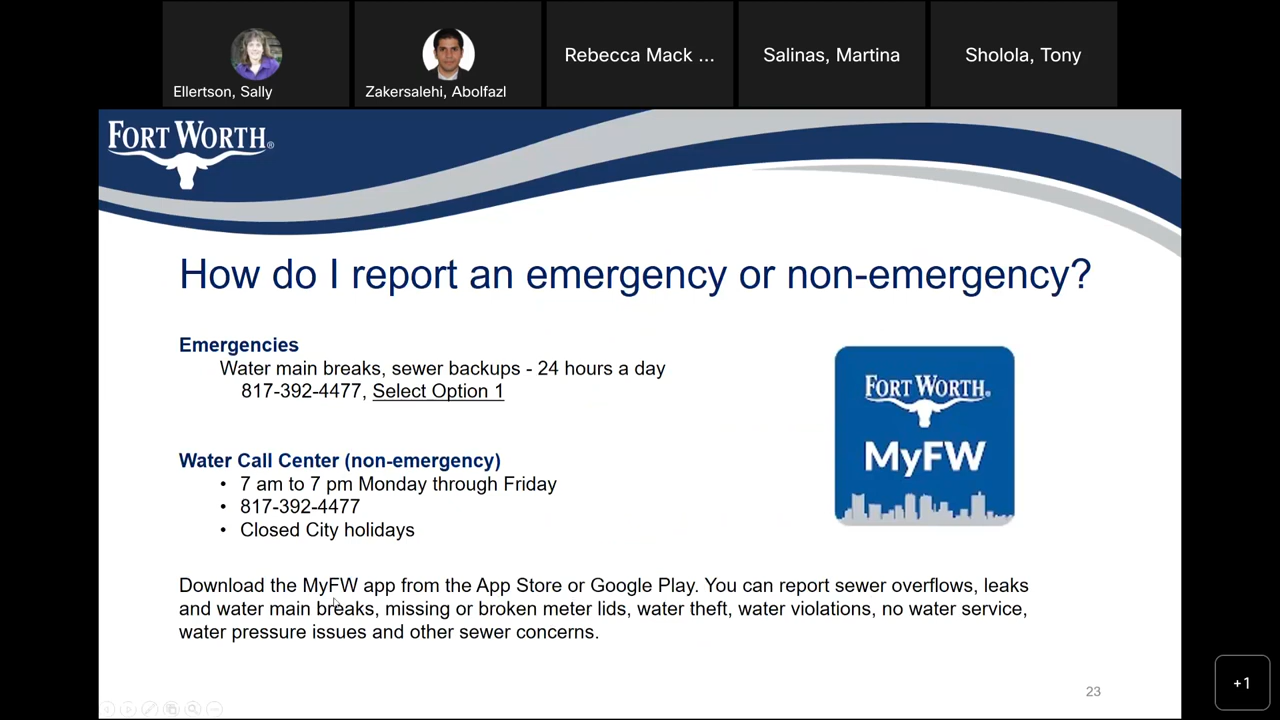 Ellertson, Sally
Zakersalehi, Abolfazl
Rebecca Mack ...
Salinas, Martina
Sholola, Tony
FORT WORTH®
How do I report an emergency or non-emergency?
Emergencies
Water main breaks, sewer backups - 24 hours a day
817-392-4477, Select Option 1
FORT WORTH®
MyFW
Water Call Center (non-emergency)
• 7 am to 7 pm Monday through Friday
• 817-392-4477
• Closed City holidays
Download the MyFW app from the App Store or Google Play. You can report sewer overflows, leaks
and water main breaks, missing or broken meter lids, water theft, water violations, no water service,
water pressure issues and other sewer concerns.
23
+1